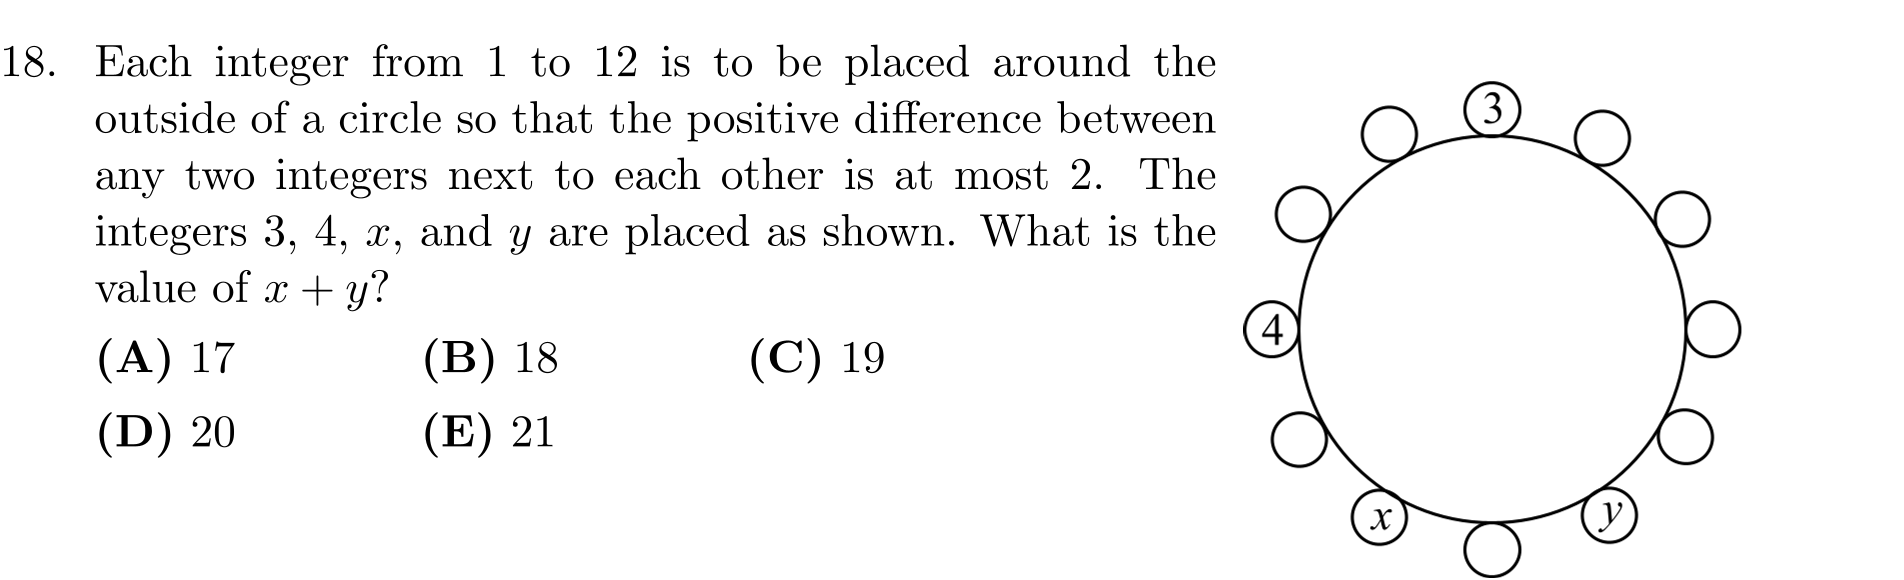 18. Each integer from 1 to 12 is to be placed around the
outside of a circle so that the positive difference between
any two integers next to each other is at most 2. The
integers 3, 4, x, and y are placed as shown. What is the
value of x + y?
(A) 17 (B) 18 (C) 19
(D) 20 (E) 21
3
4
x
y